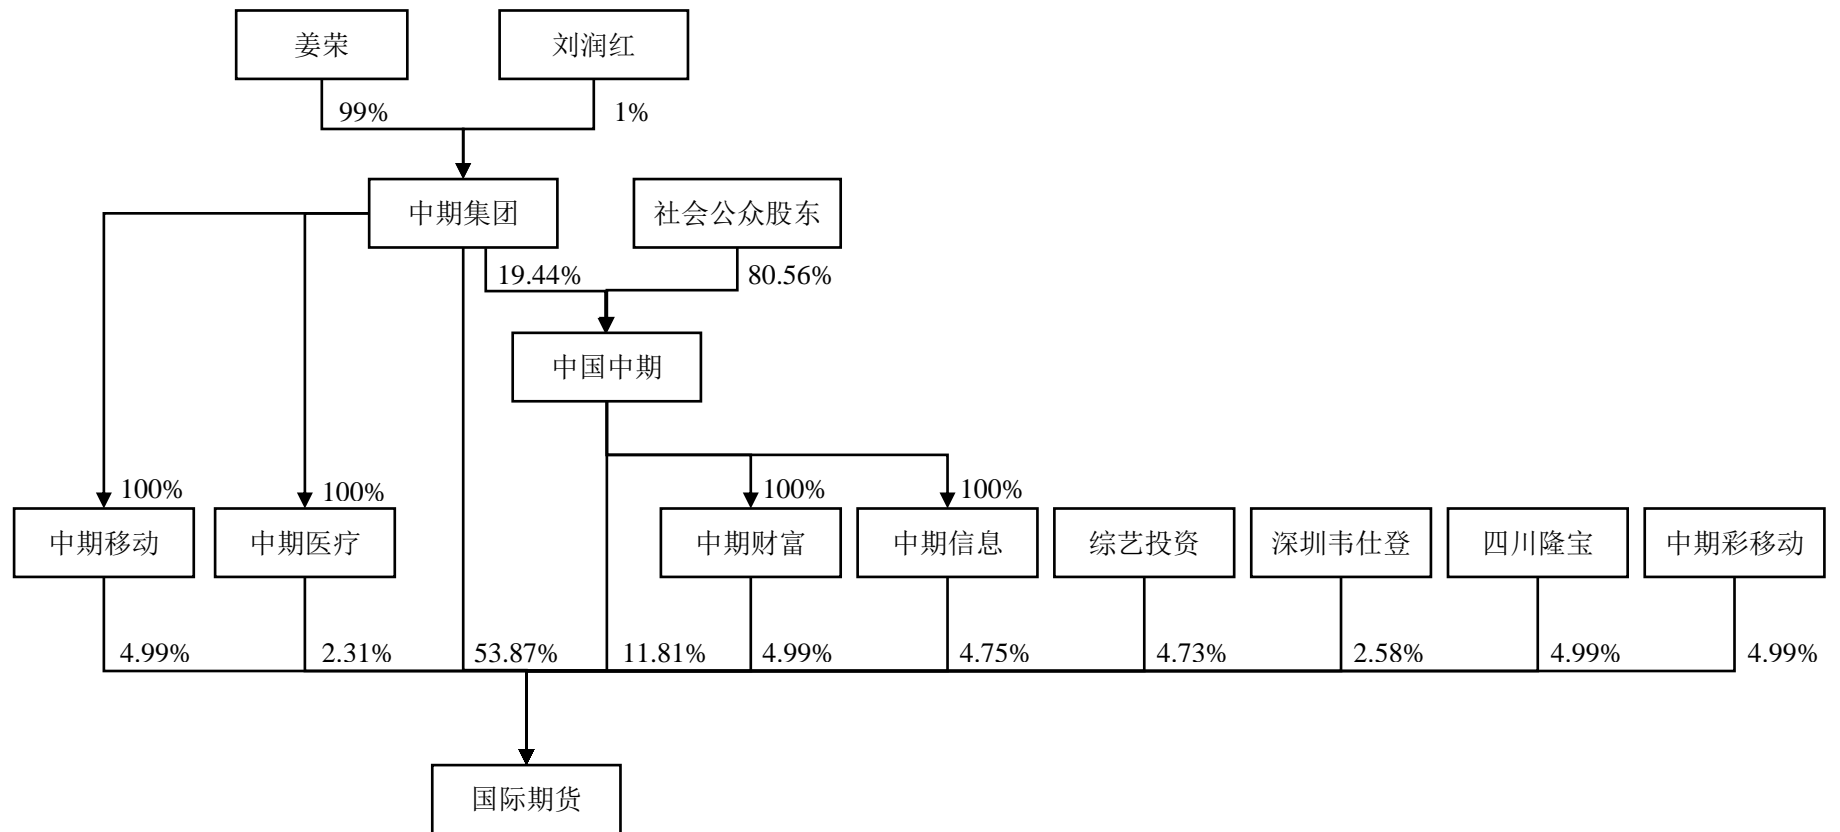 姜荣
刘润红
99%
1%
中期集团
社会公众股东
19.44%
80.56%
中国中期
100%
100%
100%
100%
中期移动
中期医疗
中期财富
中期信息
综艺投资
深圳韦仕登
四川隆宝
中期彩移动
4.99%
2.31%
53.87%
11.81%
4.99%
4.75%
4.73%
2.58%
4.99%
4.99%
国际期货